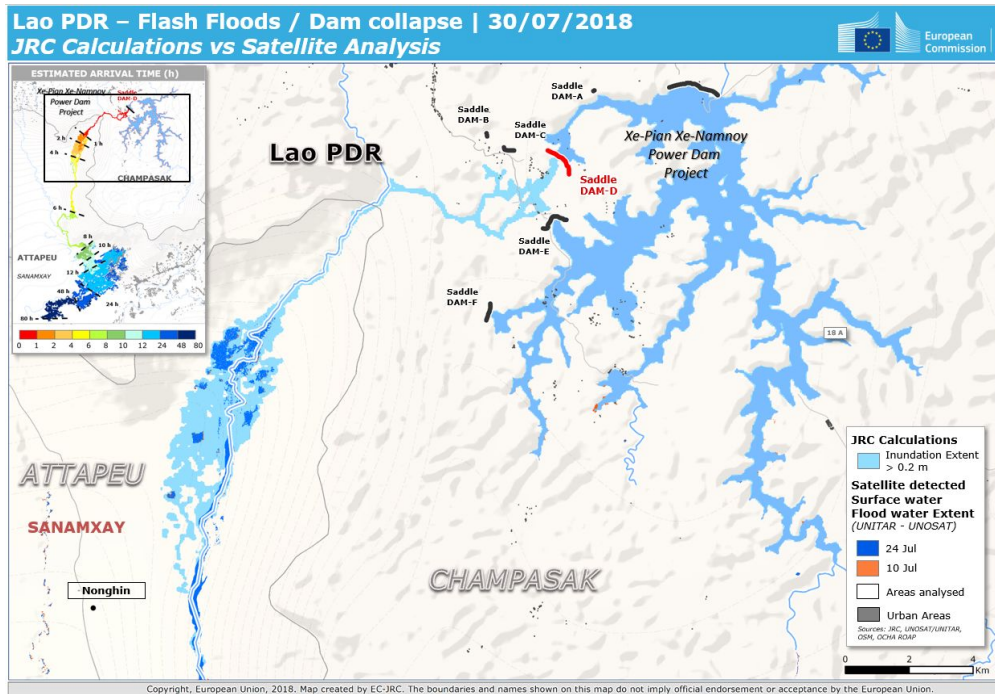 Lao PDR – Flash Floods / Dam collapse | 30/07/2018
JRC Calculations vs Satellite Analysis
European
Commission
ESTIMATED ARRIVAL TIME (h)
Xe-Pian Xe-Namnoy
Power Dam
Project
Saddle
DAM-D
2 h
1 h
4 h
CHAMPASAK
6 h
8 h
10 h
ATTAPEU
SANAMXAY
12 h
40 h
24 h
80 h
0 1 2 4 6 8 10 12 24 48 80
Lao PDR
Saddle
DAM-A
Saddle
DAM-B
Saddle
DAM-C
Saddle
DAM-D
Xe-Pian Xe-Namnoy
Power Dam
Project
Saddle
DAM-E
Saddle
DAM-F
18 A
ATTAPEU
SANAMXAY
Nonghin
CHAMPASAK
JRC Calculations
Inundation Extent
> 0.2 m
Satellite detected
Surface water
Flood water Extent
(UNITAR - UNOSAT)
24 Jul
10 Jul
Areas analysed
Urban Areas
Sources: JRC, UNOSAT/UNITAR,
OSM, OCHA ROAP
0 2 4
Km
Copyright, European Union, 2018. Map created by EC-JRC. The boundaries and names shown on this map do not imply official endorsement or acceptance by the European Union.